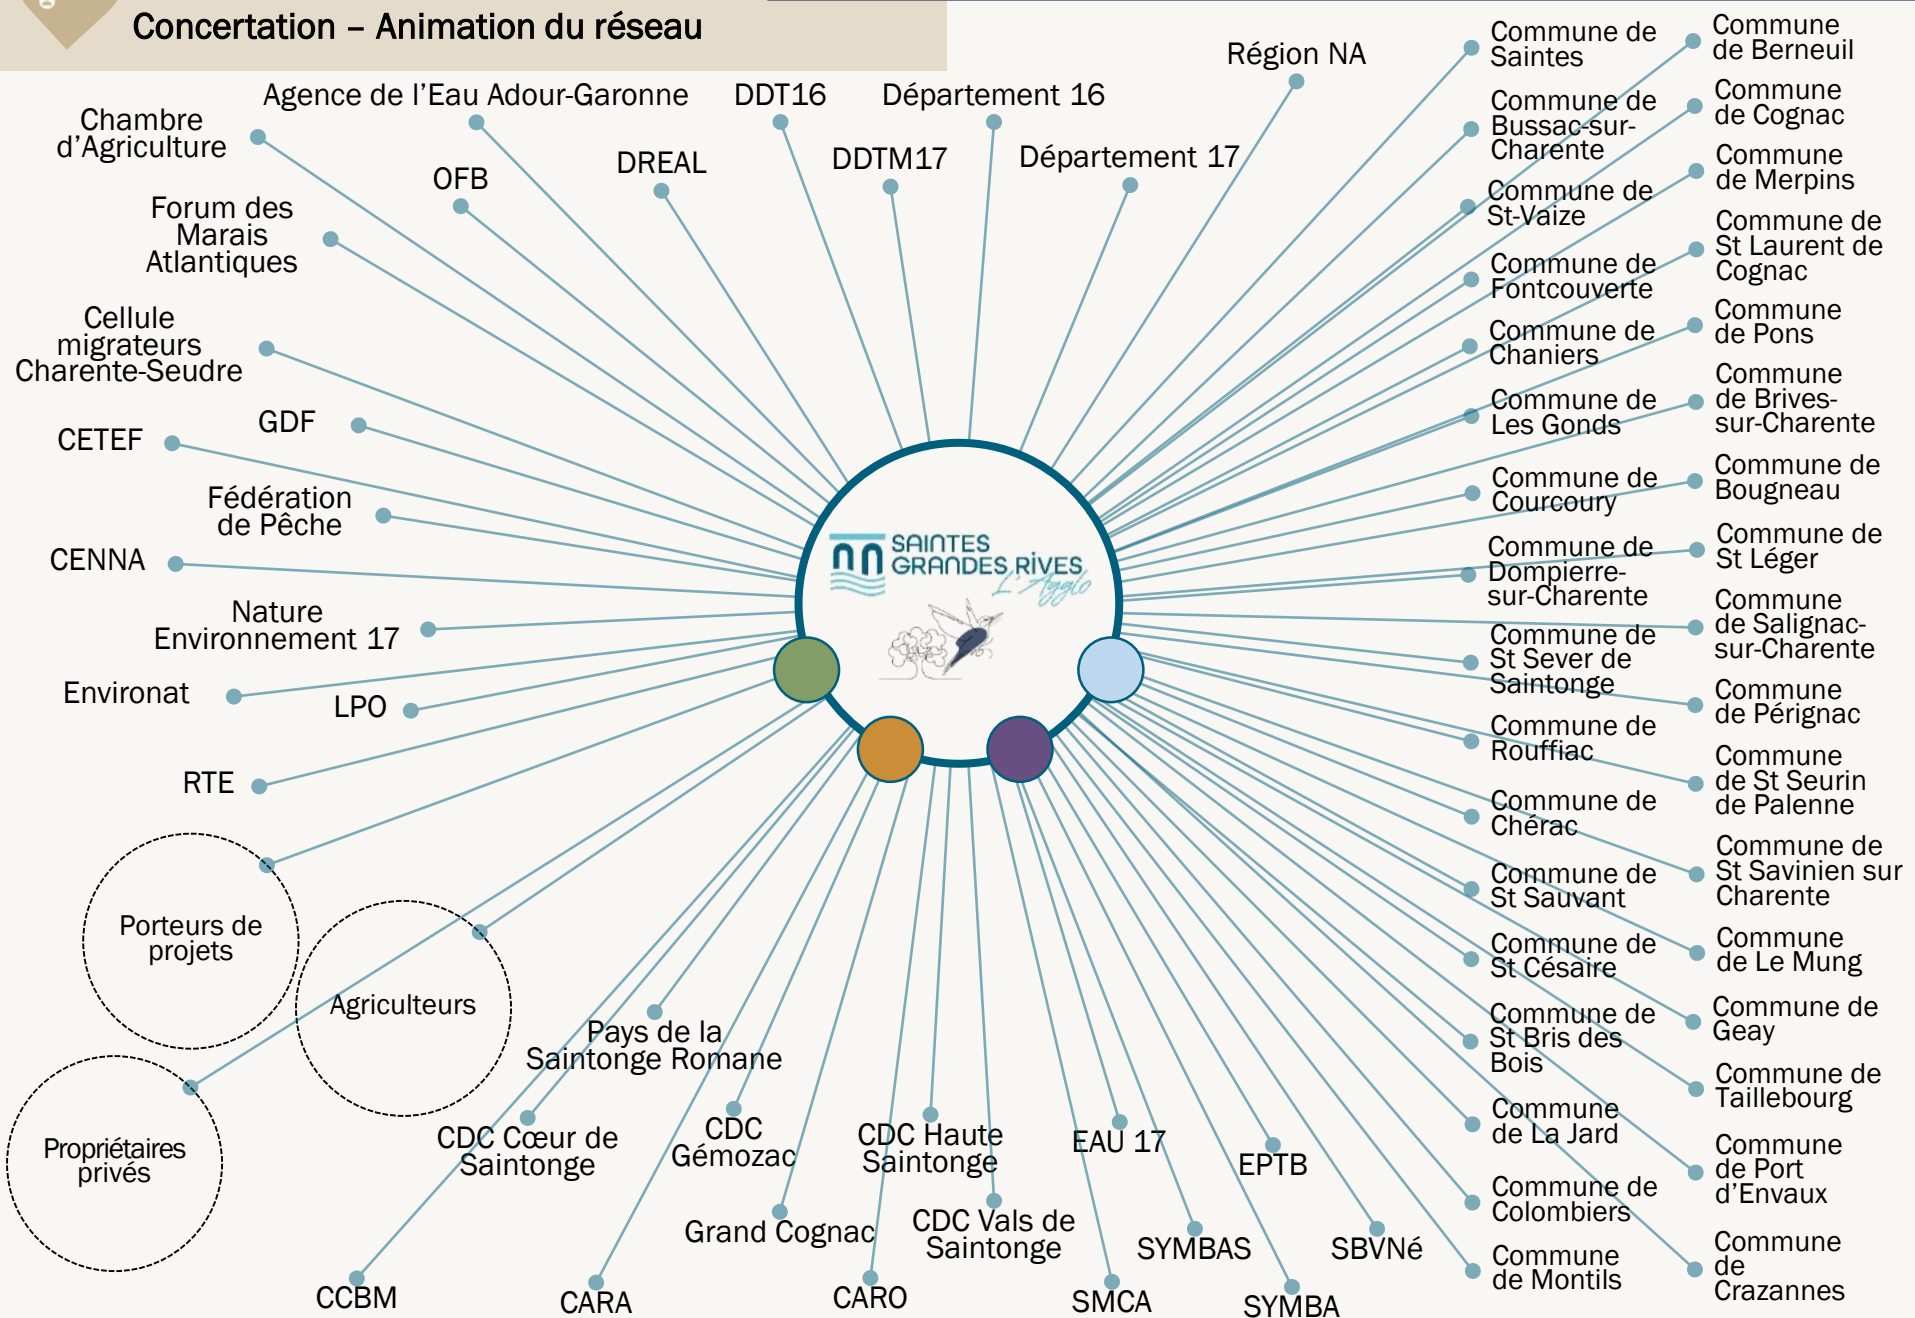 Concertation – Animation du réseau
Région NA
Agence de l'Eau Adour-Garonne
DDT16
Département 16
Chambre
d'Agriculture
OFB
DREAL
DDTM17
Département 17
Forum des
Marais
Atlantiques
Cellule
migrateurs
Charente-Seudre
GDF
CETEF
Fédération
de Pêche
CENNA
Nature
Environnement 17
Environat
LPO
RTE
Porteurs de
projets
Agriculteurs
Propriétaires
privés
SAINTES
GRANDES RIVES
L'Agglo
Pays de la
Saintonge Romane
CDC Cœur de
Saintonge
CDC
Gémozac
CDC Haute
Saintonge
EAU 17
EPTB
Grand Cognac
CDC Vals de
Saintonge
SYMBAS
SBVNé
CCBM
CARA
CARO
SMCA
SYMBA
Commune de
Saintes
Commune de
Bussac-sur-
Charente
Commune de
St-Vaize
Commune de
Fontcouverte
Commune de
Chaniers
Commune de
Les Gonds
Commune de
Courcoury
Commune de
Dompierre-
sur-Charente
Commune de
St Sever de
Saintonge
Commune de
Rouffiac
Commune de
Chérac
Commune de
St Sauvant
Commune de
St Césaire
Commune de
St Bris des
Bois
Commune
de La Jard
Commune de
Colombiers
Commune
de Montils
Commune
de Berneuil
Commune
de Cognac
Commune
de Merpins
Commune de
St Laurent de
Cognac
Commune
de Pons
Commune
de Brives-
sur-Charente
Commune de
Bougneau
Commune de
St Léger
Commune
de Salignac-
sur-Charente
Commune
de Pérignac
Commune
de St Seurin
de Palenne
Commune de
St Savinien sur
Charente
Commune
de Le Mung
Commune de
Geay
Commune de
Taillebourg
Commune
de Port
d'Envaux
Commune
de
Crazannes